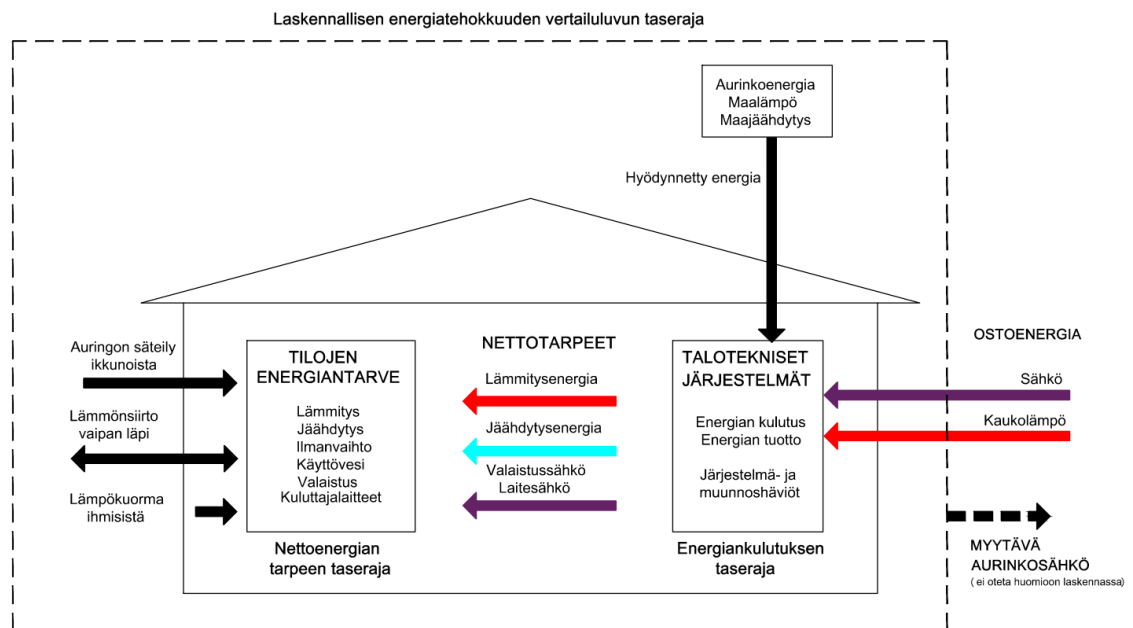 Laskennallisen energiatehokkuuden vertailuluvun taseraja
Aurinkoenergia
Maalämpö
Maajäähdytys
Hyödynnetty energia
Auringon säteily
ikkunoista
Lämmönsiirto
vaipan läpi
Lämpökuorma
ihmisistä
TILOJEN
ENERGIANTARVE
Lämmitys
Jäähdytys
Ilmanvaihto
Käyttövesi
Valaistus
Kuluttajalaitteet
Nettoenergian
tarpeen taseraja
NETTOTARPEET
Lämmitysenergia
Jäähdytysenergia
Valaistussähkö
Laitesähkö
TALOTEKNISET
JÄRJESTELMÄT
Energian kulutus
Energian tuotto
Järjestelmä- ja
muunnoshäviöt
Energiankulutuksen
taseraja
OSTOENERGIA
Sähkö
Kaukolämpö
MYYTÄVÄ
AURINKOSÄHKÖ
( ei oteta huomioon laskennassa)